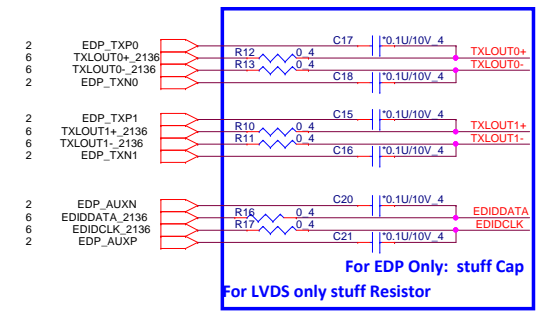 C17 *0.1U/10V_4
2 EDP_TXP0
6 TXLOUT0+_2136 R12 0_4 TXLOUT0+
6 TXLOUT0-_2136 R13 0_4 TXLOUT0-
2 EDP_TXN0 C18 *0.1U/10V_4
C15 *0.1U/10V_4
2 EDP_TXP1
6 TXLOUT1+_2136 R10 0_4 TXLOUT1+
6 TXLOUT1-_2136 R11 0_4 TXLOUT1-
2 EDP_TXN1 C16 *0.1U/10V_4
C20 *0.1U/10V_4
2 EDP_AUXN
6 EDIDDATA_2136 R16 0_4 EDIDDATA
6 EDIDCLK_2136 R17 0_4 EDIDCLK
2 EDP_AUXP C21 *0.1U/10V_4
For EDP Only: stuff Cap
For LVDS only stuff Resistor